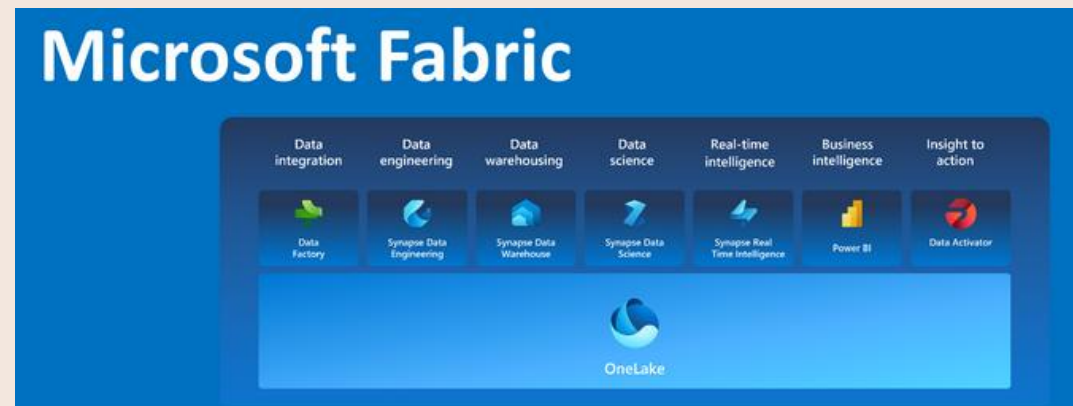 Microsoft Fabric
Data
integration
Data
engineering
Data
warehousing
Data
science
Real-time
intelligence
Business
intelligence
Insight to
action
Data
Factory
Synapse Data
Engineering
Synapse Data
Warehouse
Synapse Data
Science
Synapse Real
Time Intelligence
Power BI
Data Activator
OneLake